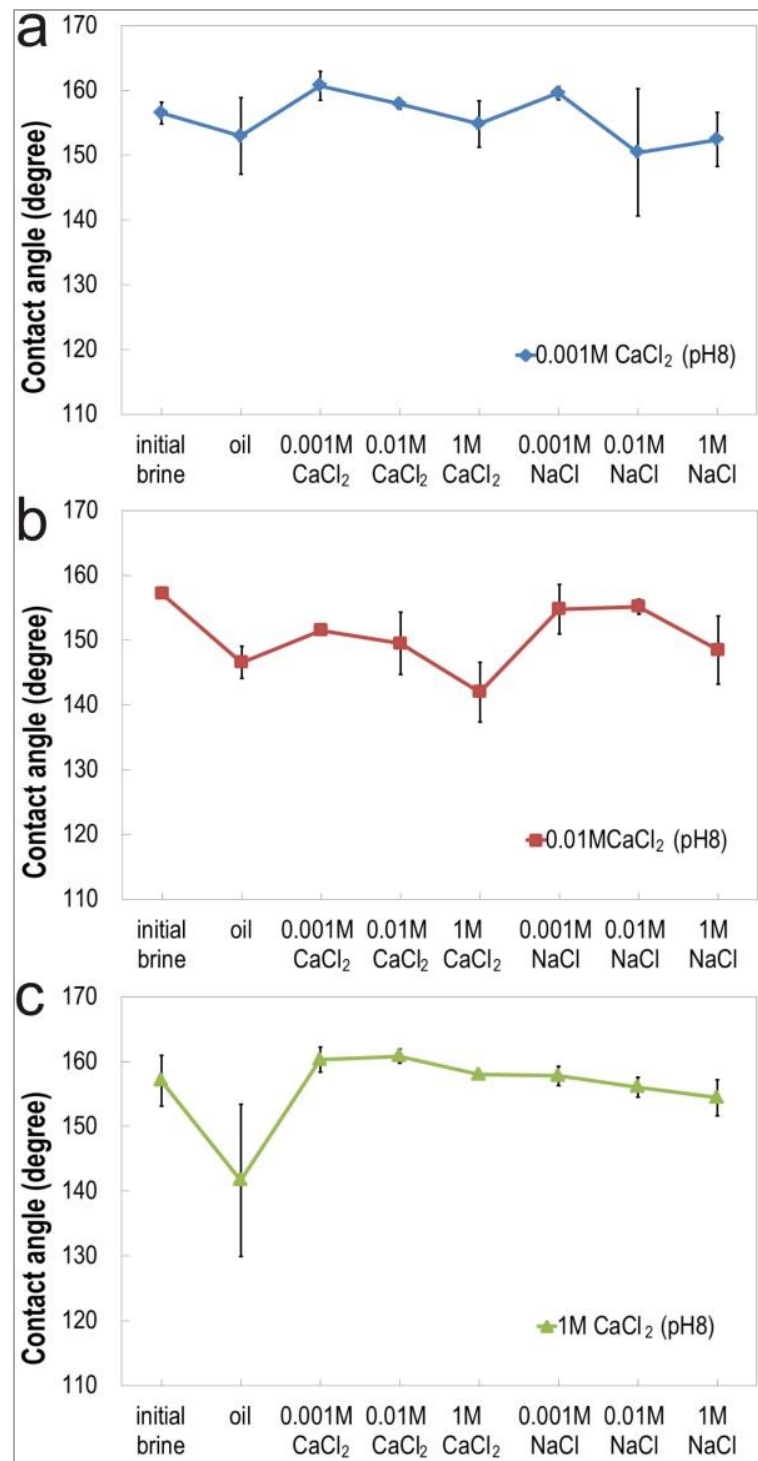 a
Contact angle (degree)
170
160
150
140
130
120
110
0.001M CaCl₂ (pH8)
initial brine
oil
0.001M CaCl₂
0.01M CaCl₂
1M CaCl₂
0.001M NaCl
0.01M NaCl
1M NaCl
b
Contact angle (degree)
170
160
150
140
130
120
110
0.01MCaCl₂ (pH8)
initial brine
oil
0.001M CaCl₂
0.01M CaCl₂
1M CaCl₂
0.001M NaCl
0.01M NaCl
1M NaCl
c
Contact angle (degree)
170
160
150
140
130
120
110
1M CaCl₂ (pH8)
initial brine
oil
0.001M CaCl₂
0.01M CaCl₂
1M CaCl₂
0.001M NaCl
0.01M NaCl
1M NaCl